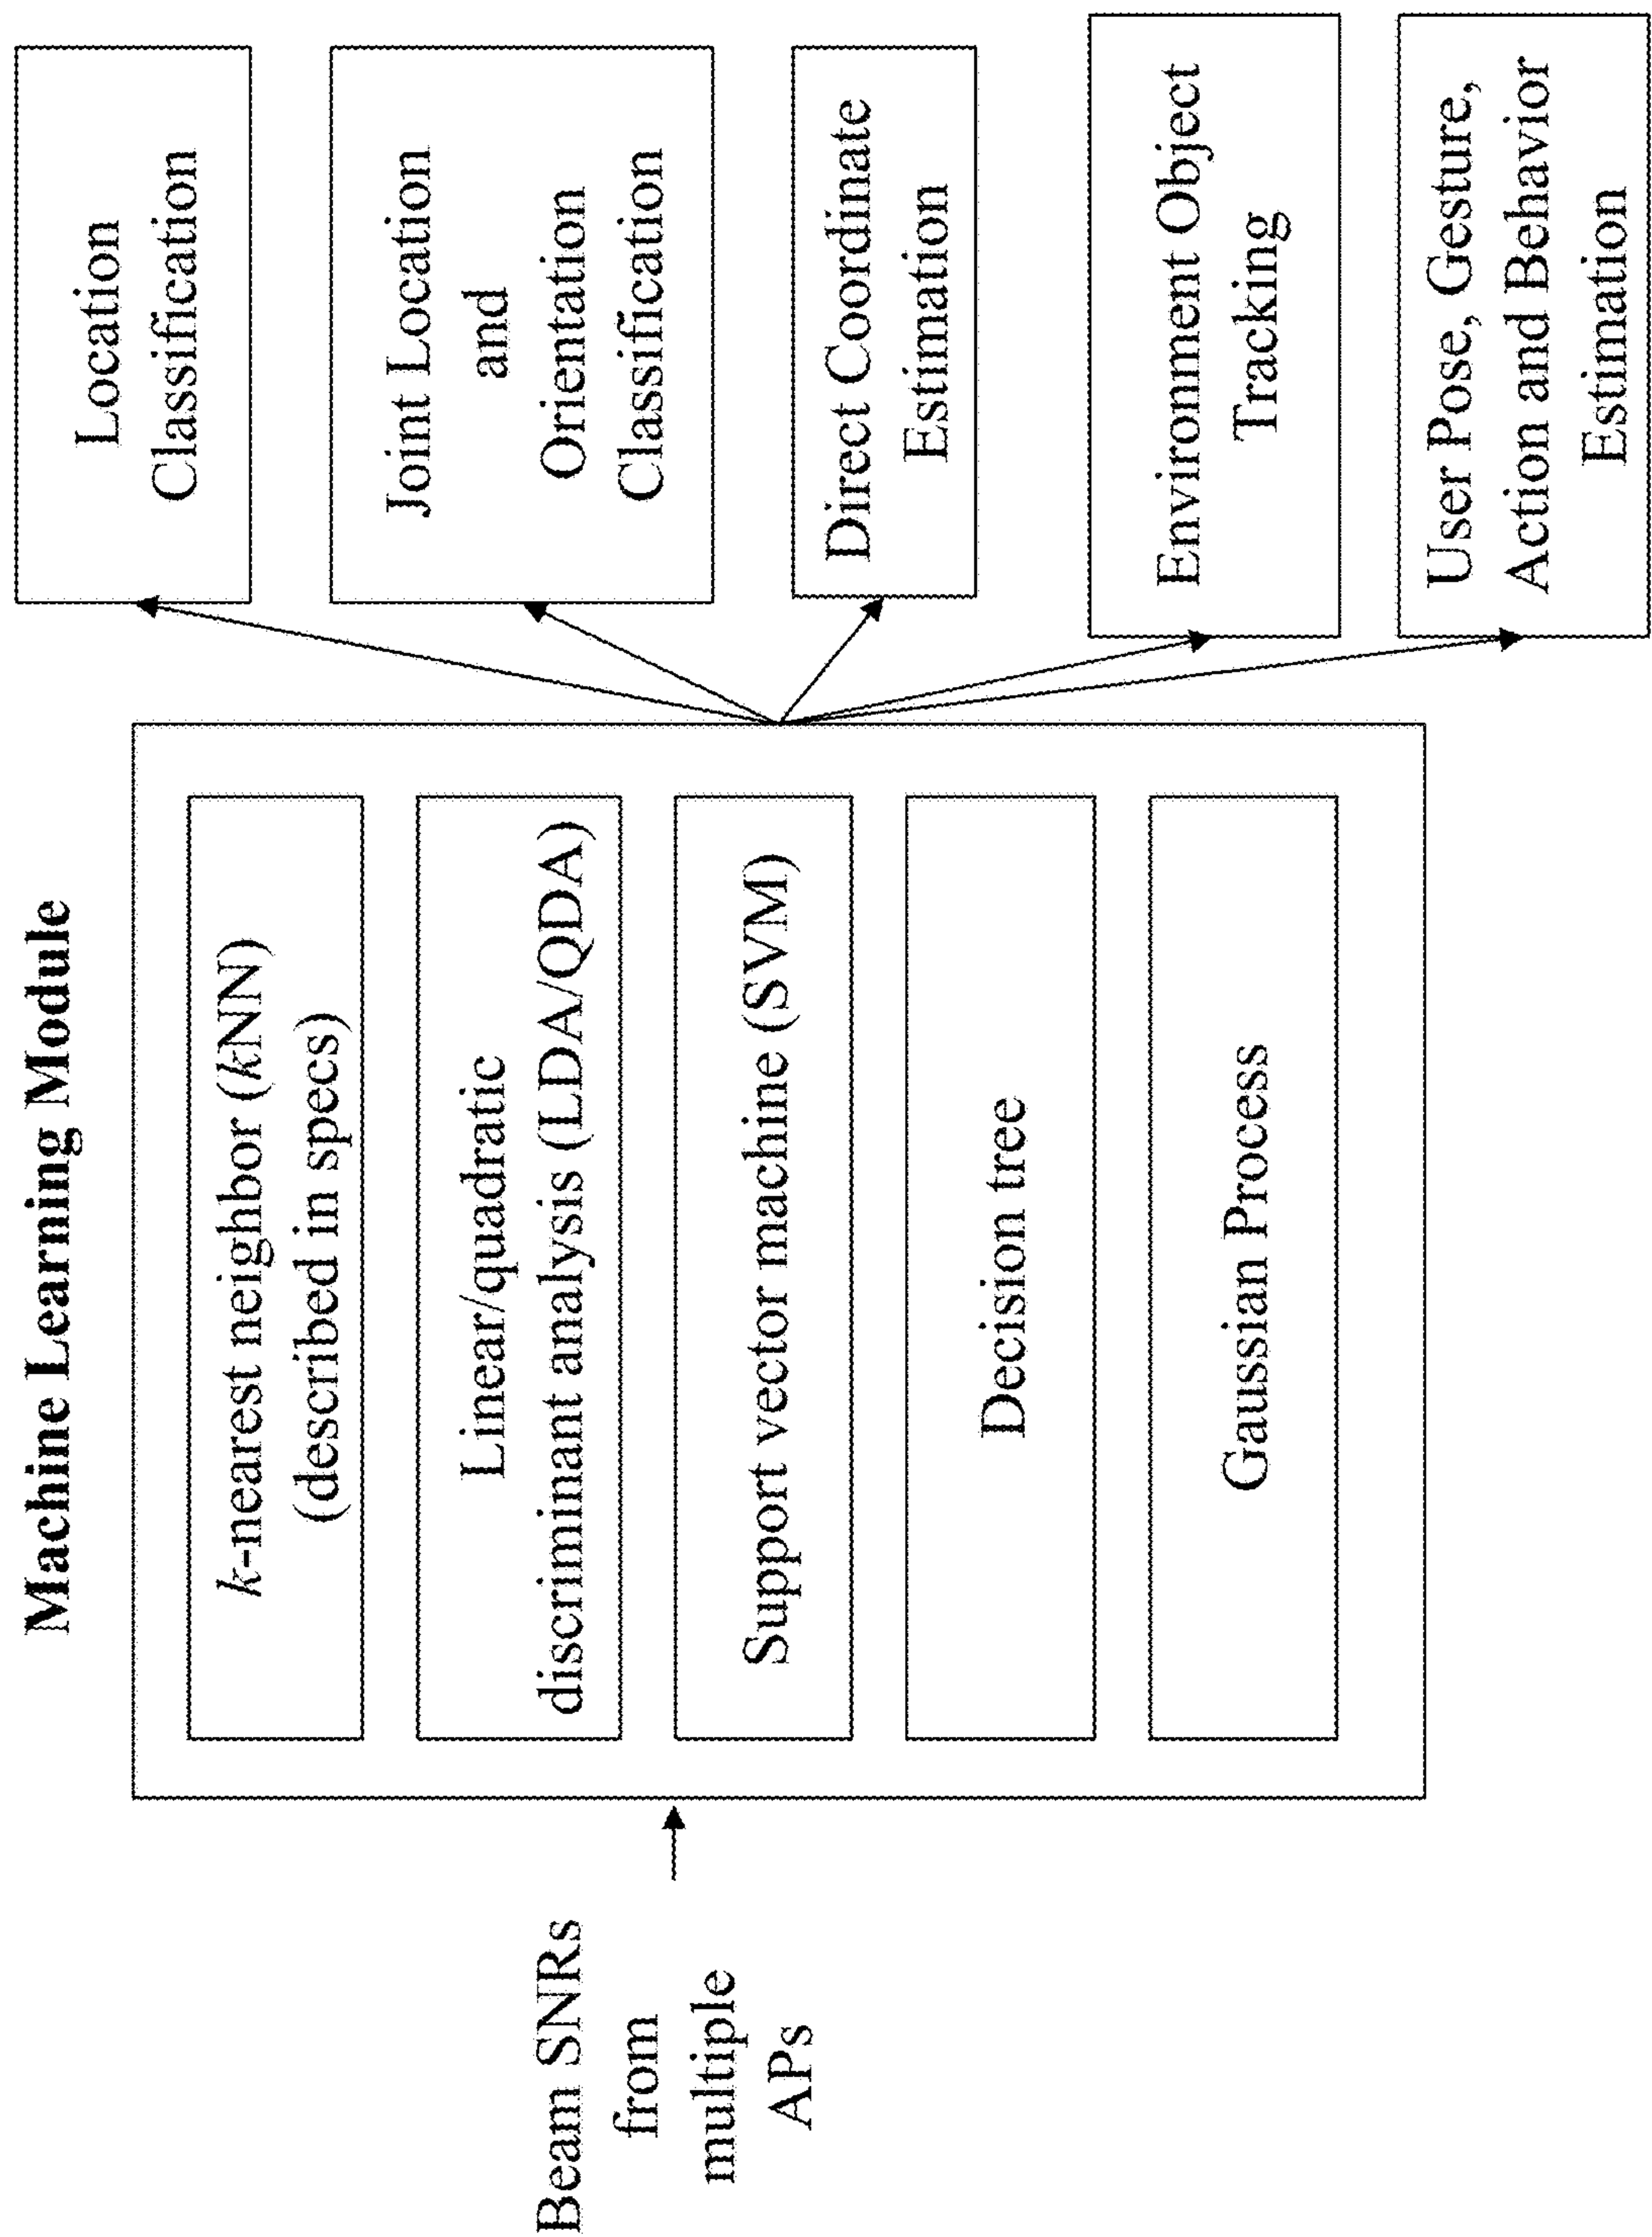 Machine Learning Module
Beam SNRs
from
multiple
APs
k-nearest neighbor (kNN)
(described in specs)
Linear/quadratic
discriminant analysis (LDA/QDA)
Support vector machine (SVM)
Decision tree
Gaussian Process
Location
Classification
Joint Location
and
Orientation
Classification
Direct Coordinate
Estimation
Environment Object
Tracking
User Pose, Gesture,
Action and Behavior
Estimation